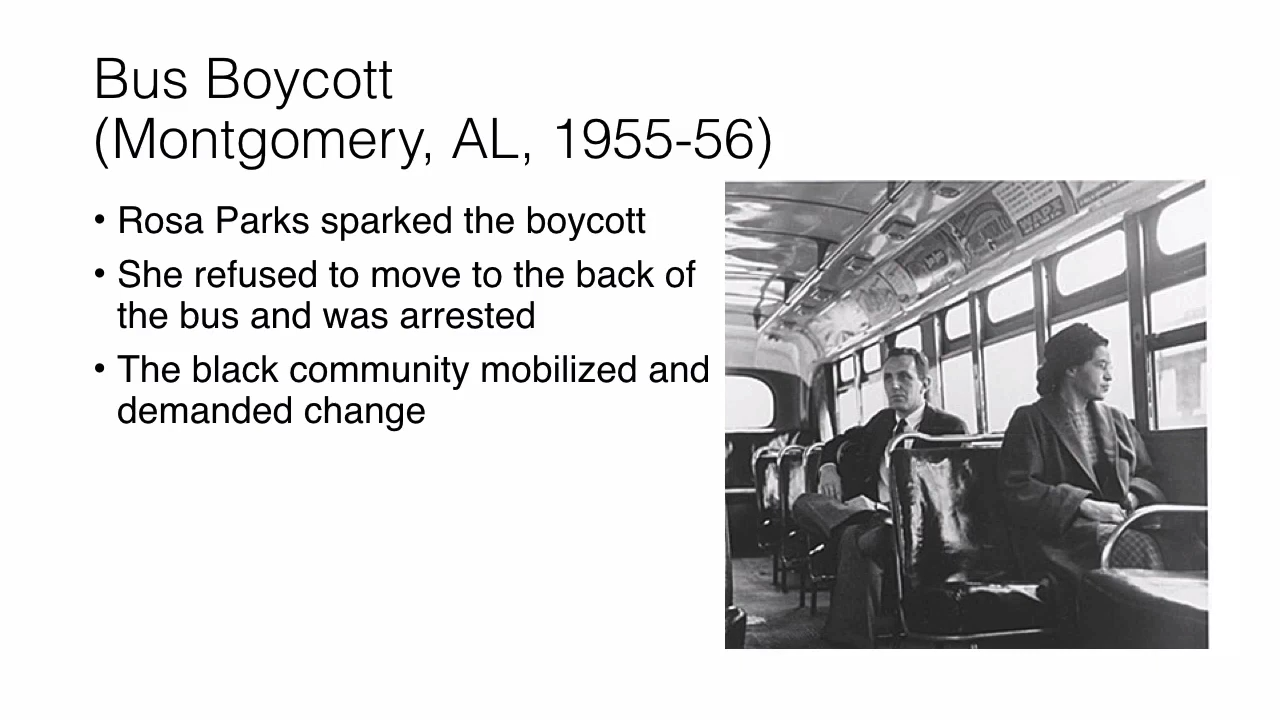 Bus Boycott
(Montgomery, AL, 1955-56)
• Rosa Parks sparked the boycott
• She refused to move to the back of
the bus and was arrested
• The black community mobilized and
demanded change